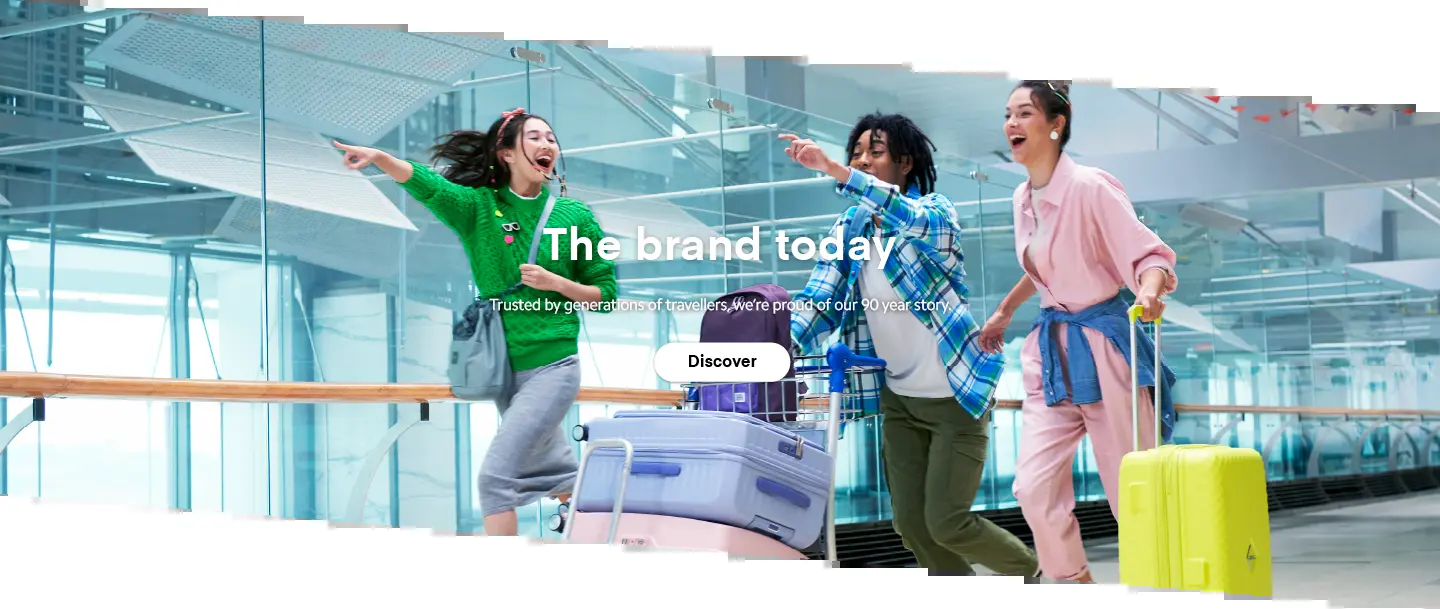 The brand today
Trusted by generations of travellers, we're proud of our 90 year story.
Discover